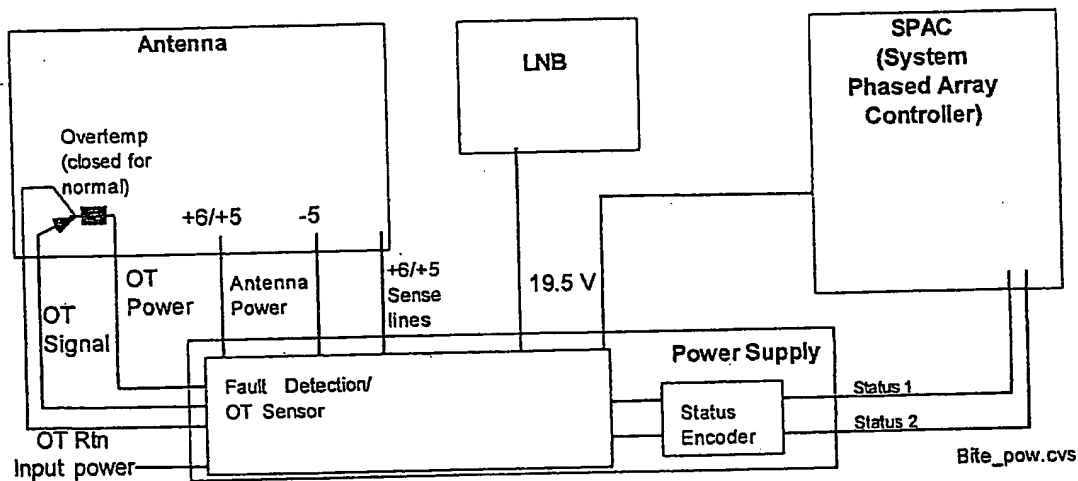 Antenna
LNB
SPAC
(System
Phased Array
Controller)
Overtemp
(closed for
normal)
+6/+5
-5
OT
Power
Antenna
Power
+6/+5
Sense
lines
19.5 V
OT
Signal
Power Supply
Fault Detection/
OT Sensor
Status
Encoder
Status 1
Status 2
OT Rtn
Input power
Bite_pow.cvs